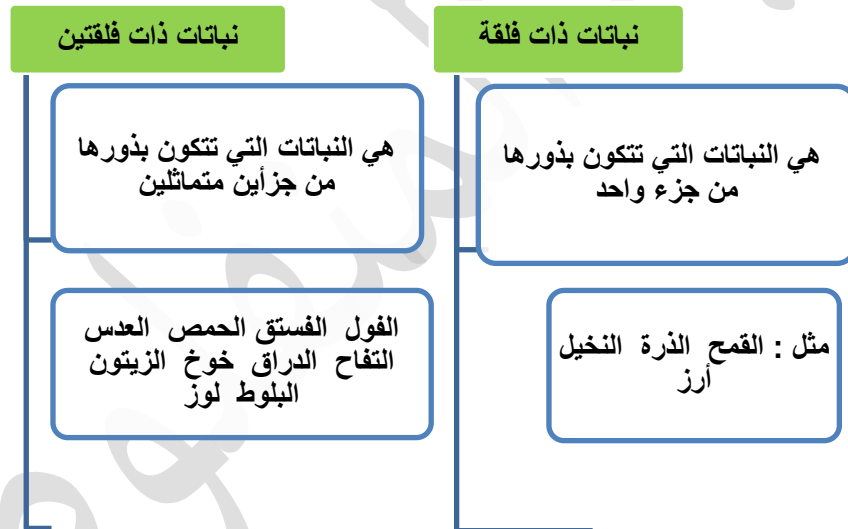 نباتات ذات فلقة
هي النباتات التي تتكون بذورها
من جزء واحد
مثل : القمح الذرة النخيل
أرز
نباتات ذات فلقتين
هي النباتات التي تتكون بذورها
من جزأين متماثلين
الفول الفستق الحمص العدس
التفاح الدراق خوخ الزيتون
البلوط لوز